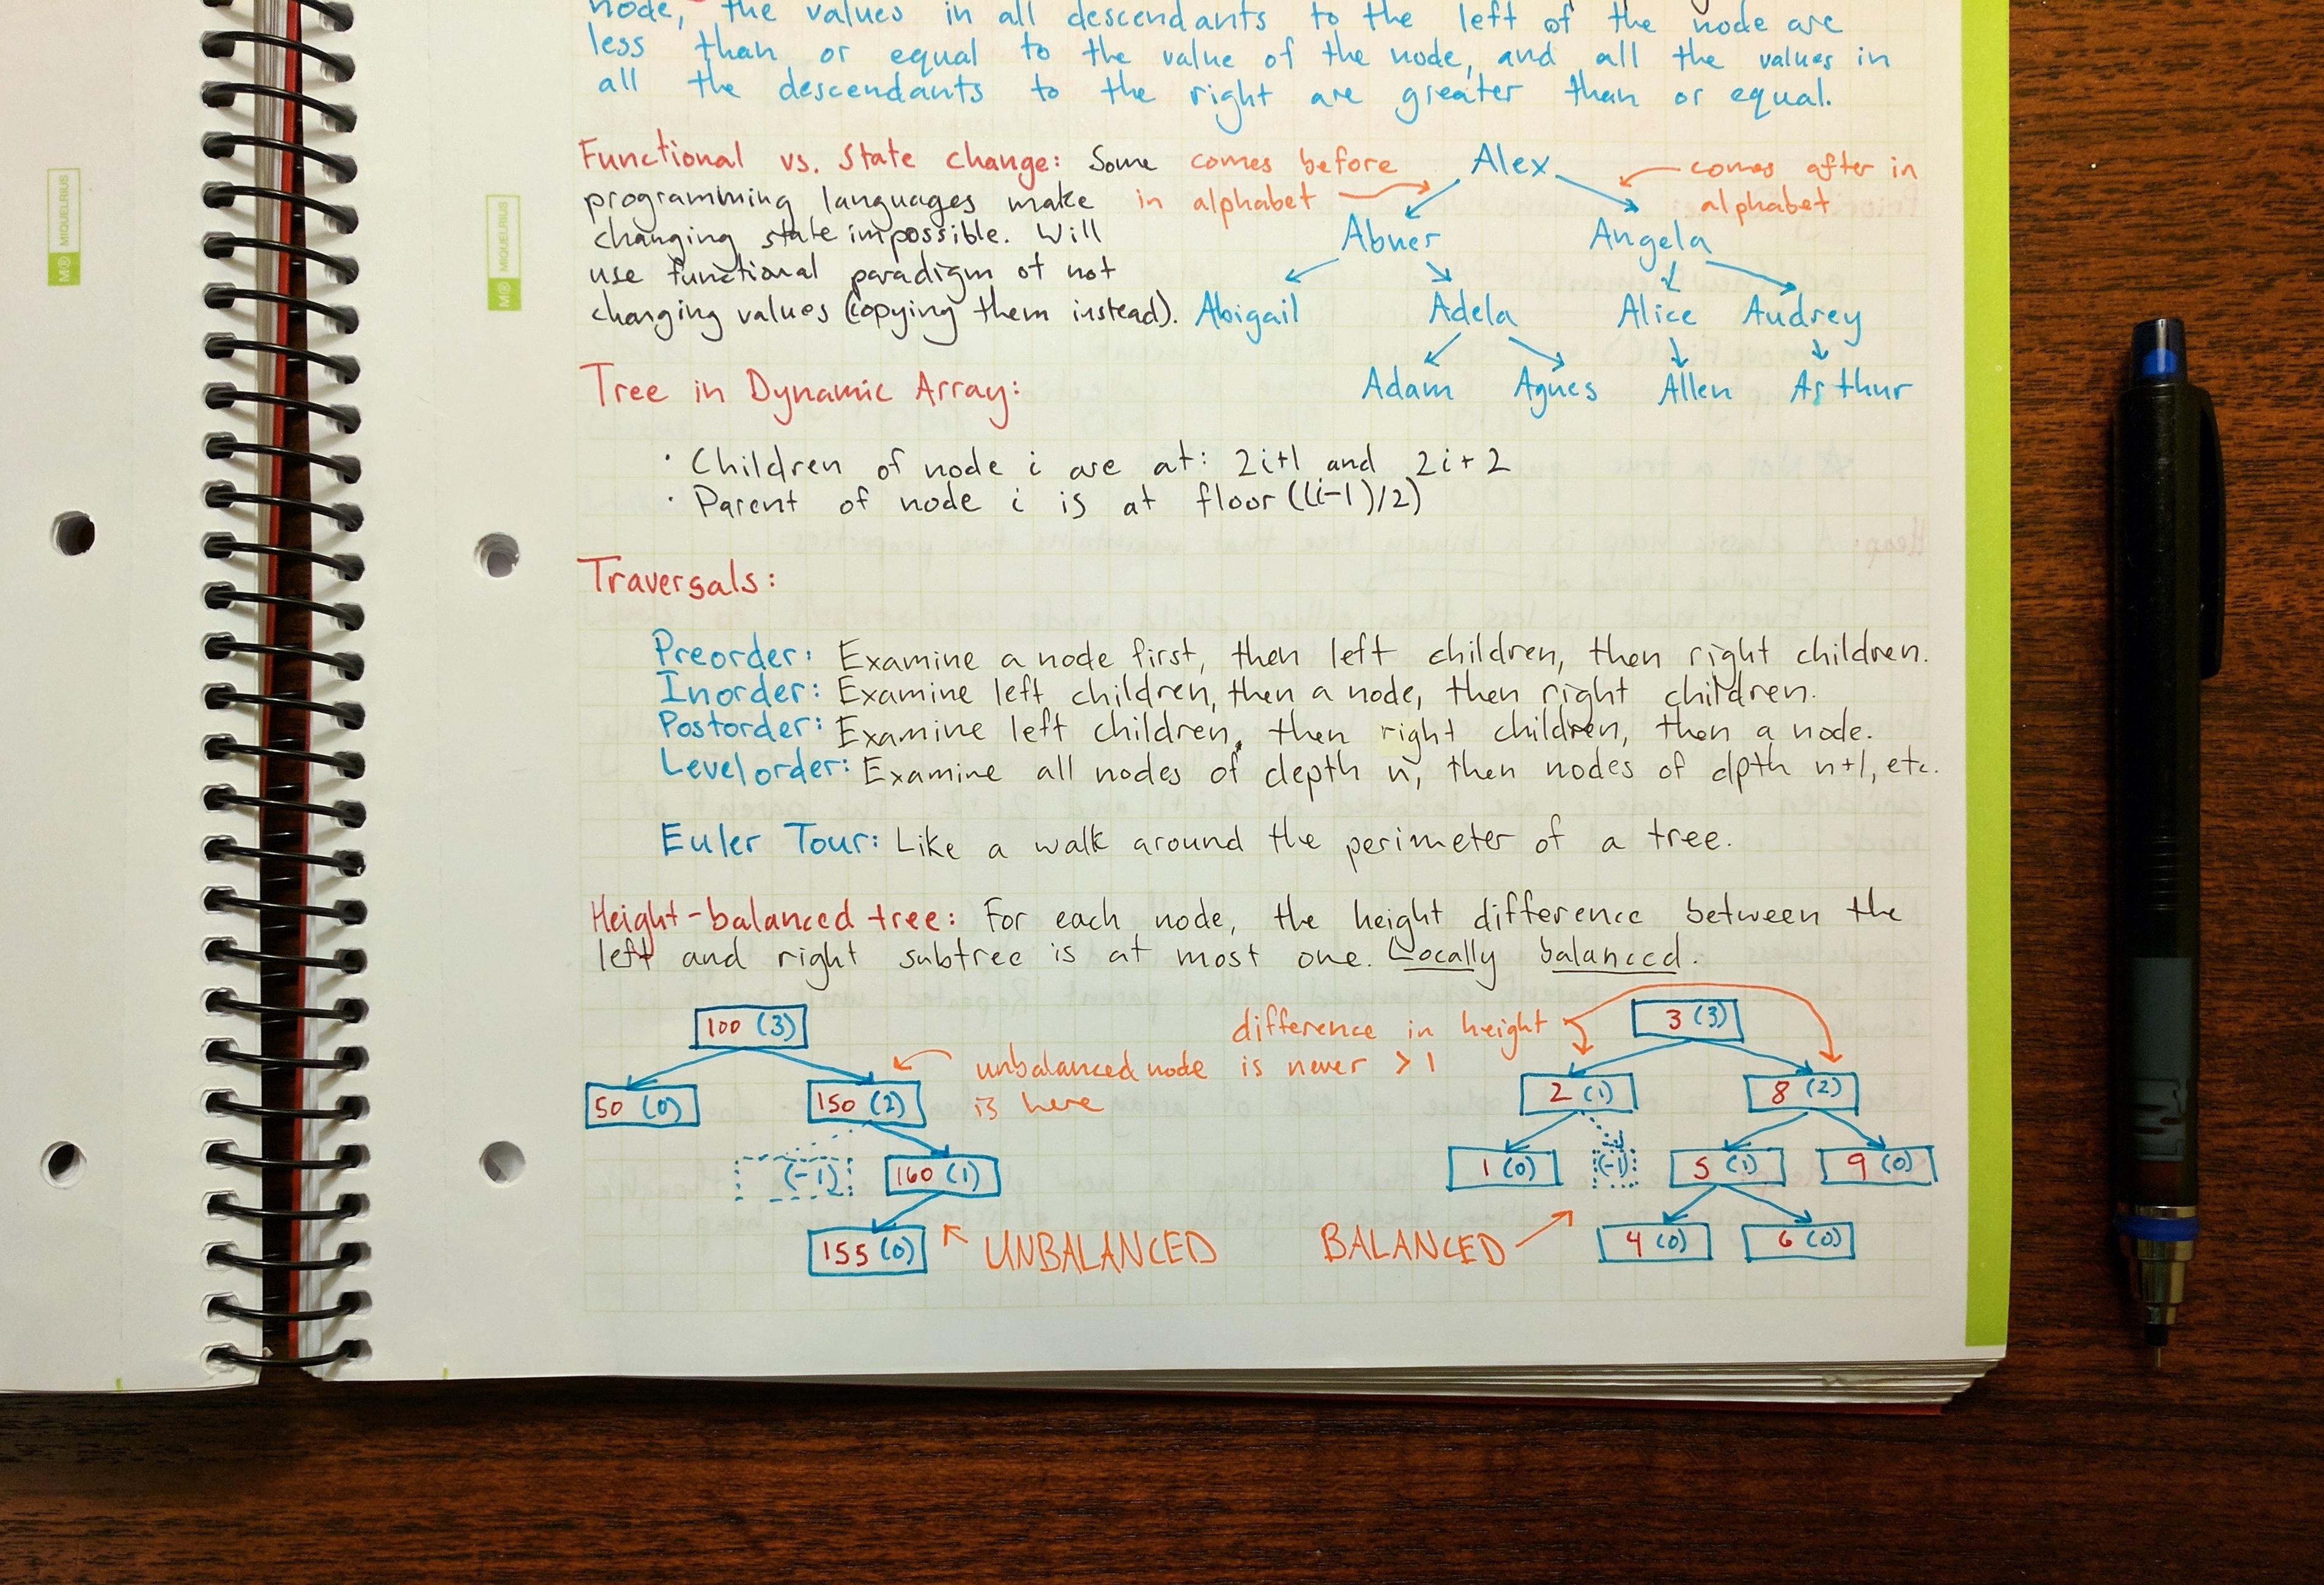 node, the values in all descendants to the left of the node are
less than or equal to the value of the node, and all the values in
all the descendants to the right are greater than or equal.
Functional vs. State change: Some
programming languages make
changing state impossible. Will
use functional paradigm of not
changing values (copying them instead).
comes before
in alphabet
Alex
comes after in
alphabet
Abner
Angela
Abigail
Adela
Alice
Audrey
Adam
Agnes
Allen
Arthur
Tree in Dynamic Array:
· Children of node i are at: 2i+1 and 2i+2
· Parent of node i is at floor((i-1)/2)
Traversals:
Preorder: Examine a node first, then left children, then right children.
Inorder: Examine left children, then a node, then right children.
Postorder: Examine left children, then right children, then a node.
Levelorder: Examine all nodes of depth n, then nodes of dpth n+1, etc.
Euler Tour: Like a walk around the perimeter of a tree.
Height-balanced tree: For each node, the height difference between the
left and right subtree is at most one. Locally balanced.
100 (3)
50 (0)
150 (2)
unbalanced node
is here
(-1)
160 (1)
155 (0)
UNBALANCED
difference in height
is never > 1
3 (3)
2 (1)
8 (2)
1 (0)
(-1)
5 (1)
9 (0)
BALANCED
4 (0)
6 (0)
MIQUELRIUS
MIQUELRIUS